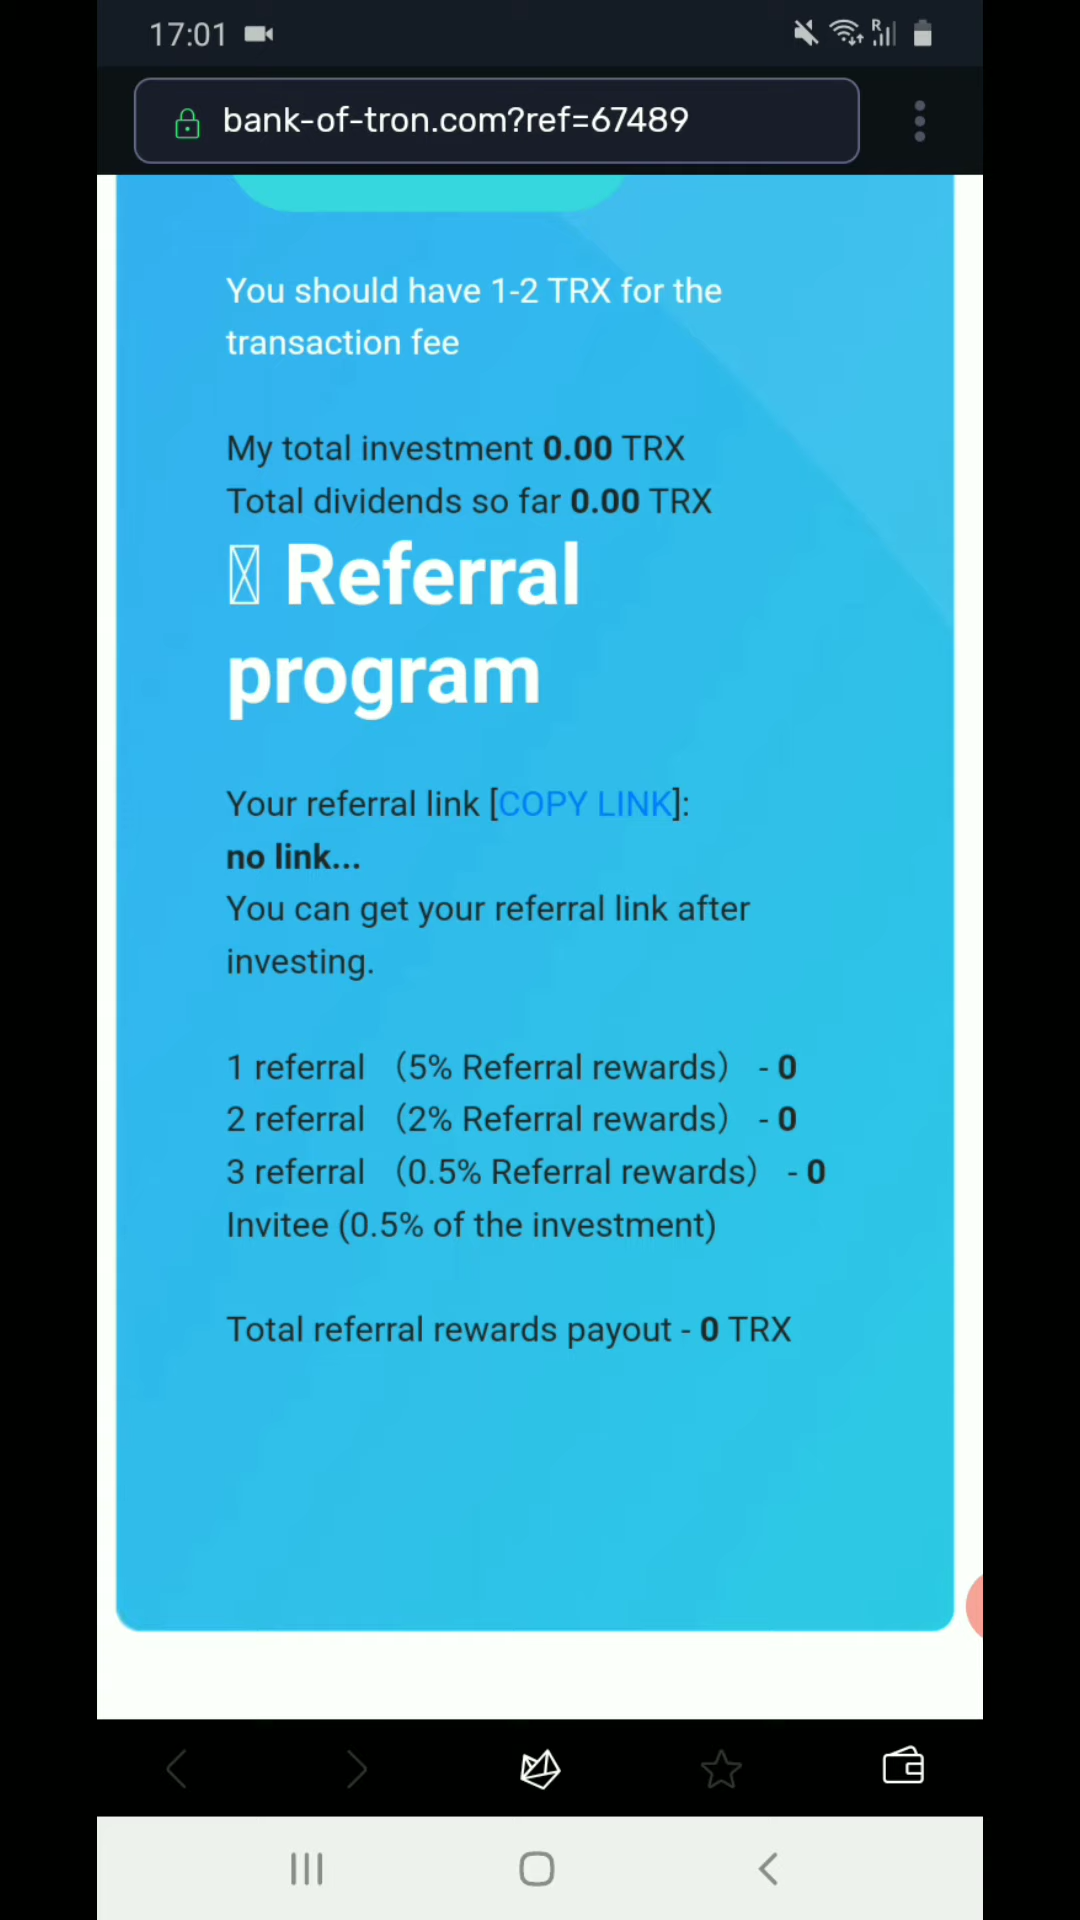 17:01
R
bank-of-tron.com?ref=67489
You should have 1-2 TRX for the
transaction fee
My total investment 0.00 TRX
Total dividends so far 0.00 TRX
Referral
program
Your referral link [COPY LINK]:
no link...
You can get your referral link after
investing.
1 referral （5% Referral rewards） - 0
2 referral （2% Referral rewards） - 0
3 referral （0.5% Referral rewards） - 0
Invitee (0.5% of the investment)
Total referral rewards payout - 0 TRX